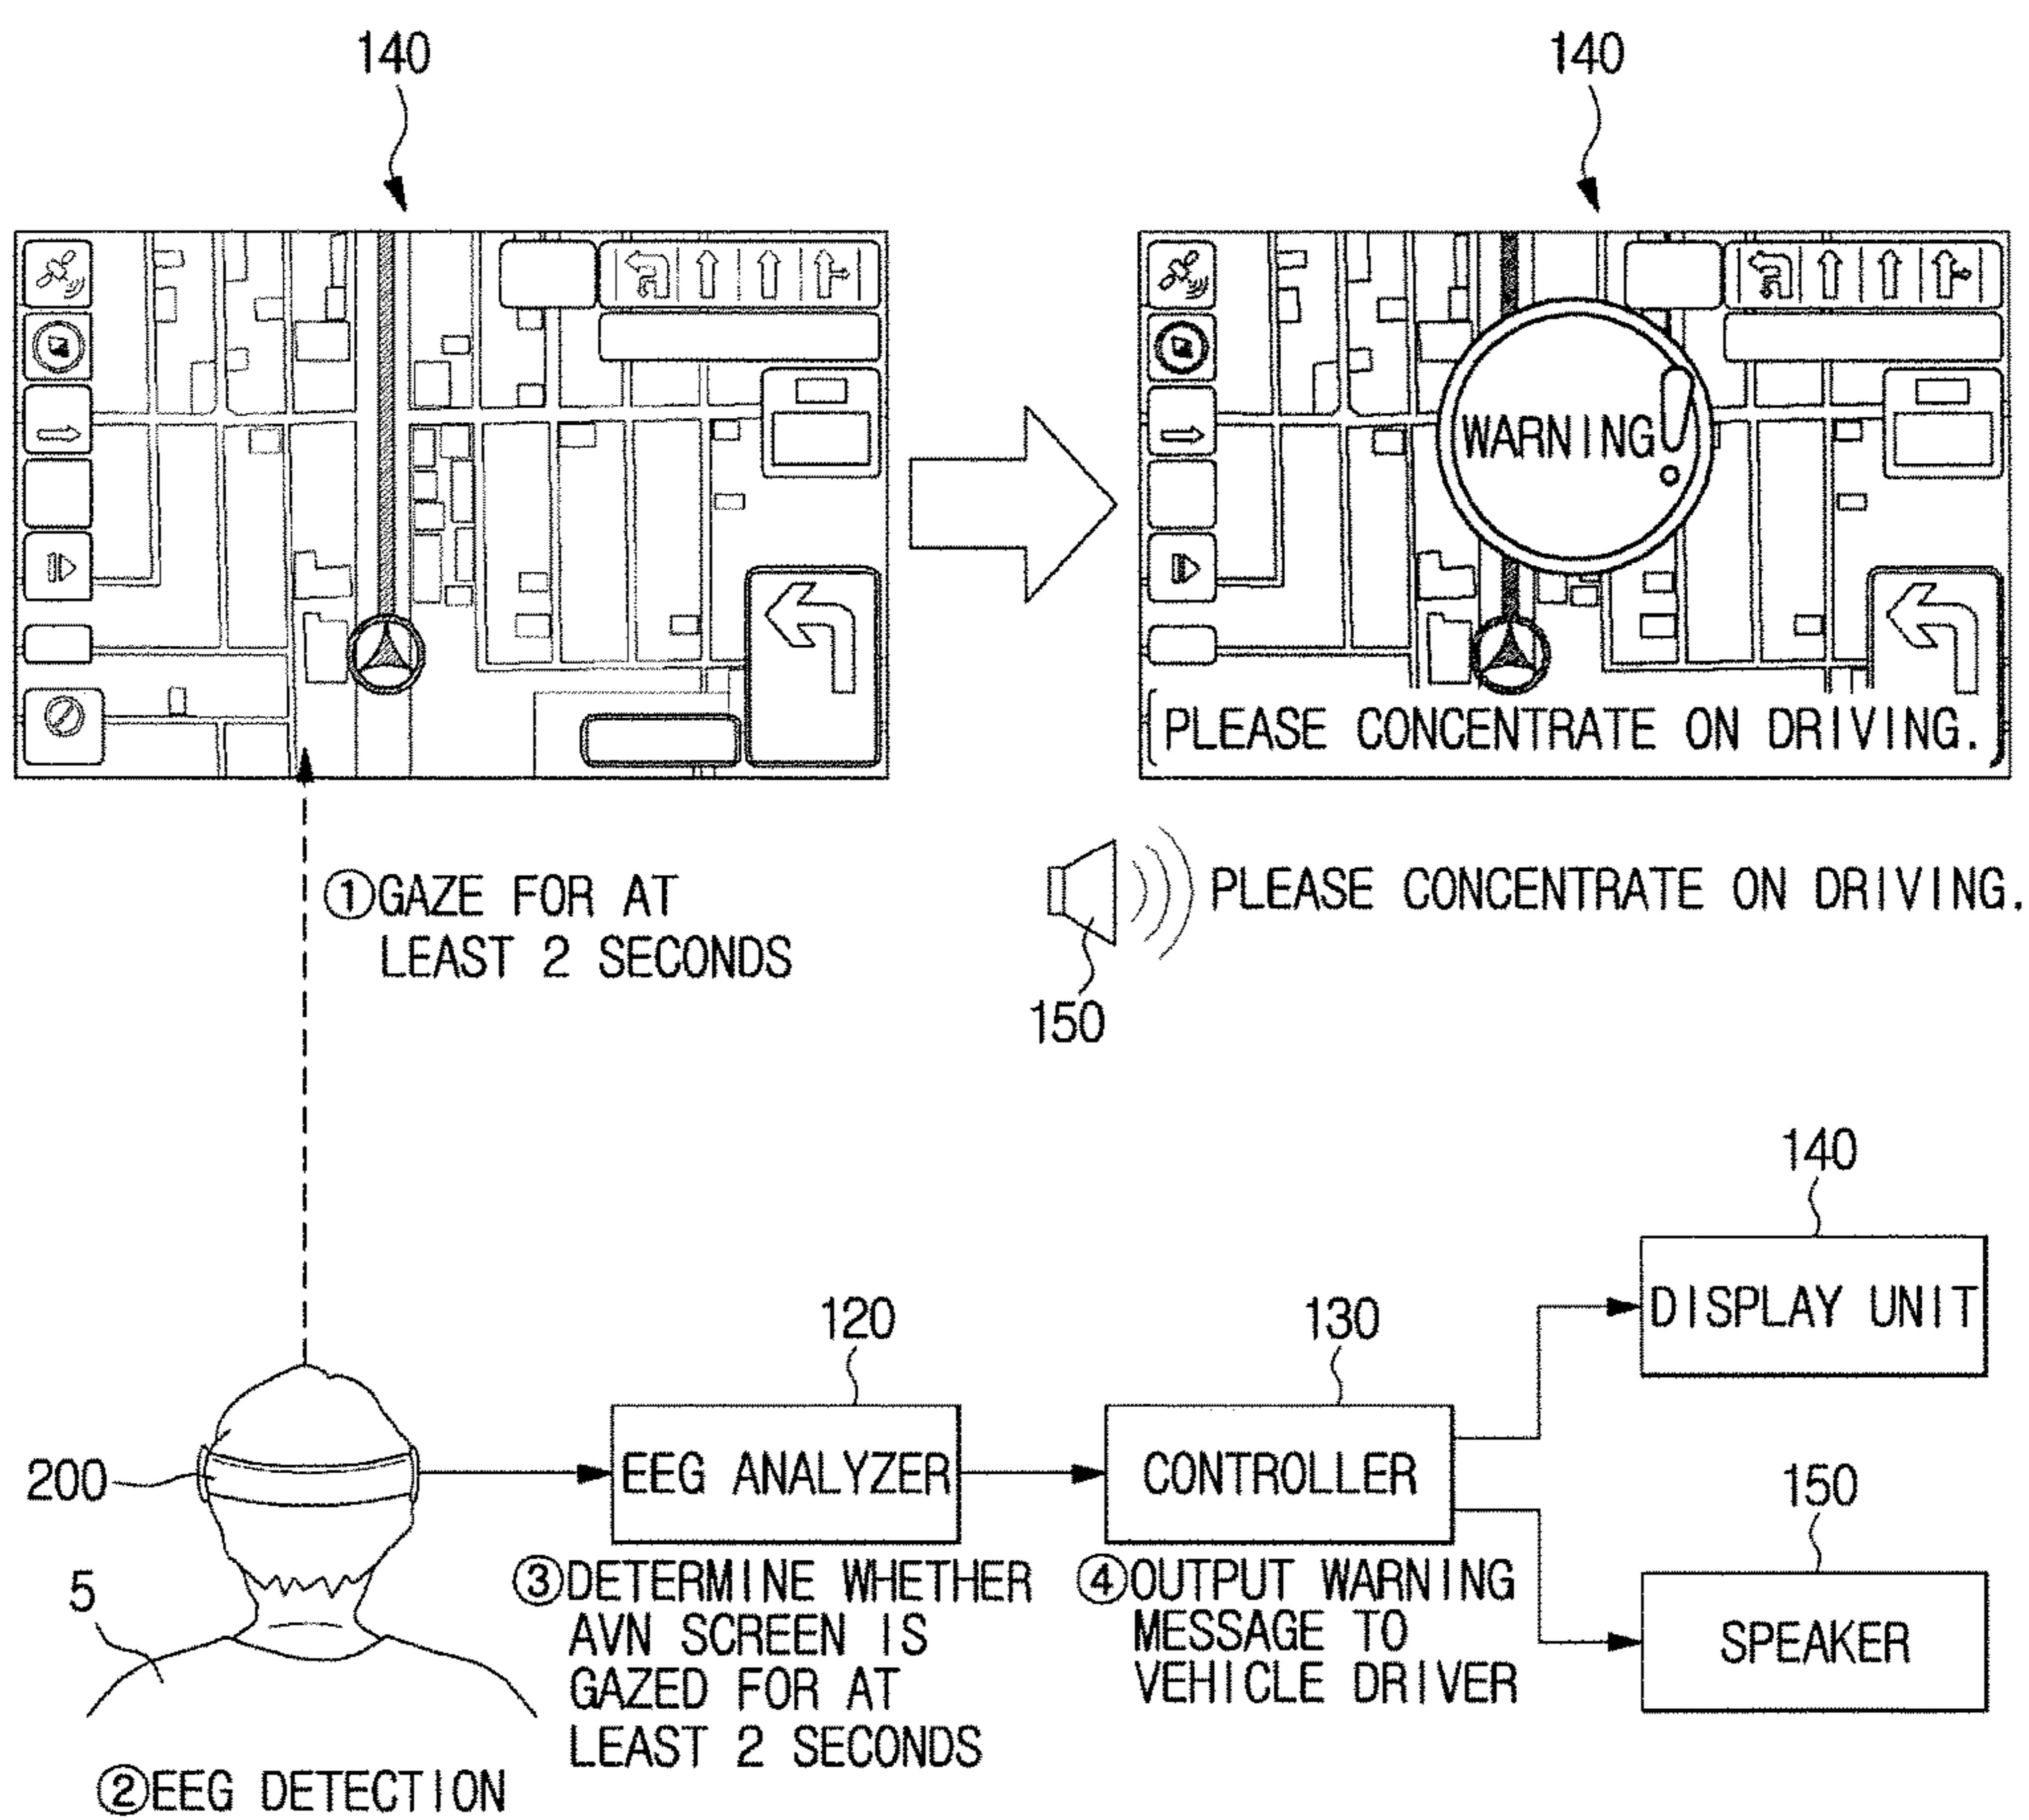 140
140
WARNING!
PLEASE CONCENTRATE ON DRIVING.
①GAZE FOR AT
LEAST 2 SECONDS
PLEASE CONCENTRATE ON DRIVING.
150
140
DISPLAY UNIT
120
130
EEG ANALYZER
CONTROLLER
200
150
SPEAKER
5
③DETERMINE WHETHER
AVN SCREEN IS
GAZED FOR AT
LEAST 2 SECONDS
④OUTPUT WARNING
MESSAGE TO
VEHICLE DRIVER
②EEG DETECTION